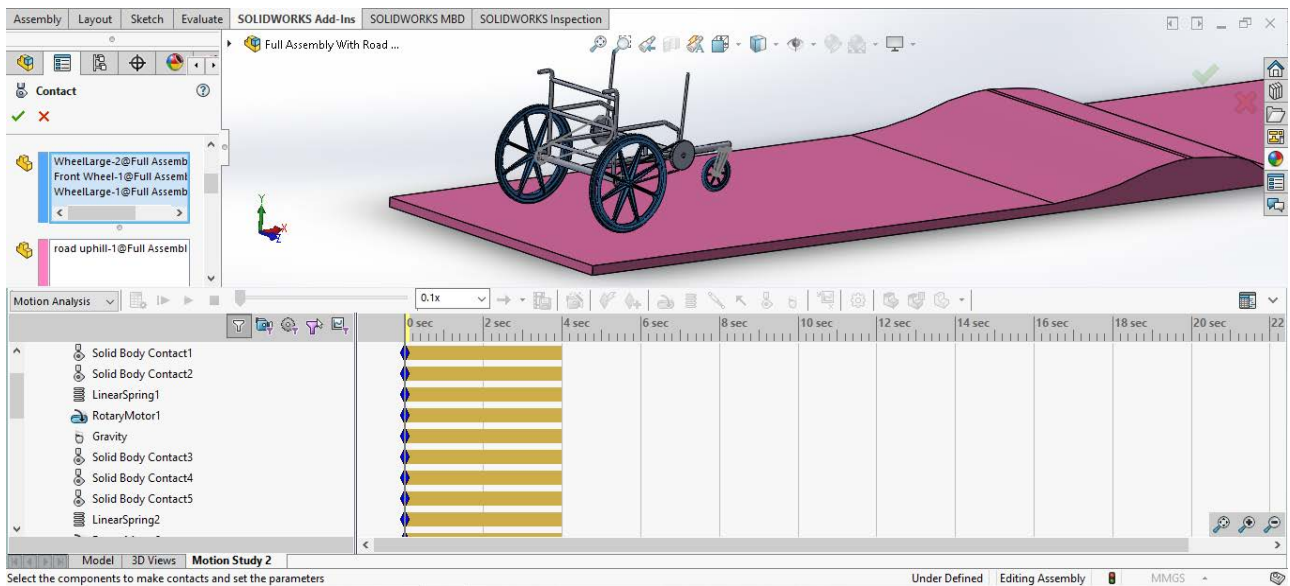 Assembly Layout Sketch Evaluate SOLIDWORKS Add-Ins SOLIDWORKS MBD SOLIDWORKS Inspection
Full Assembly With Road ...
Contact
WheelLarge-2@Full Assemb
Front Wheel-1@Full Assemb
WheelLarge-1@Full Assemb
road uphill-1@Full Assembl
Y
X
Z
Motion Analysis 0.1x
0 sec 2 sec 4 sec 6 sec 8 sec 10 sec 12 sec 14 sec 16 sec 18 sec 20 sec 22
Solid Body Contact1
Solid Body Contact2
LinearSpring1
RotaryMotor1
Gravity
Solid Body Contact3
Solid Body Contact4
Solid Body Contact5
LinearSpring2
Model 3D Views Motion Study 2
Select the components to make contacts and set the parameters Under Defined Editing Assembly MMGS